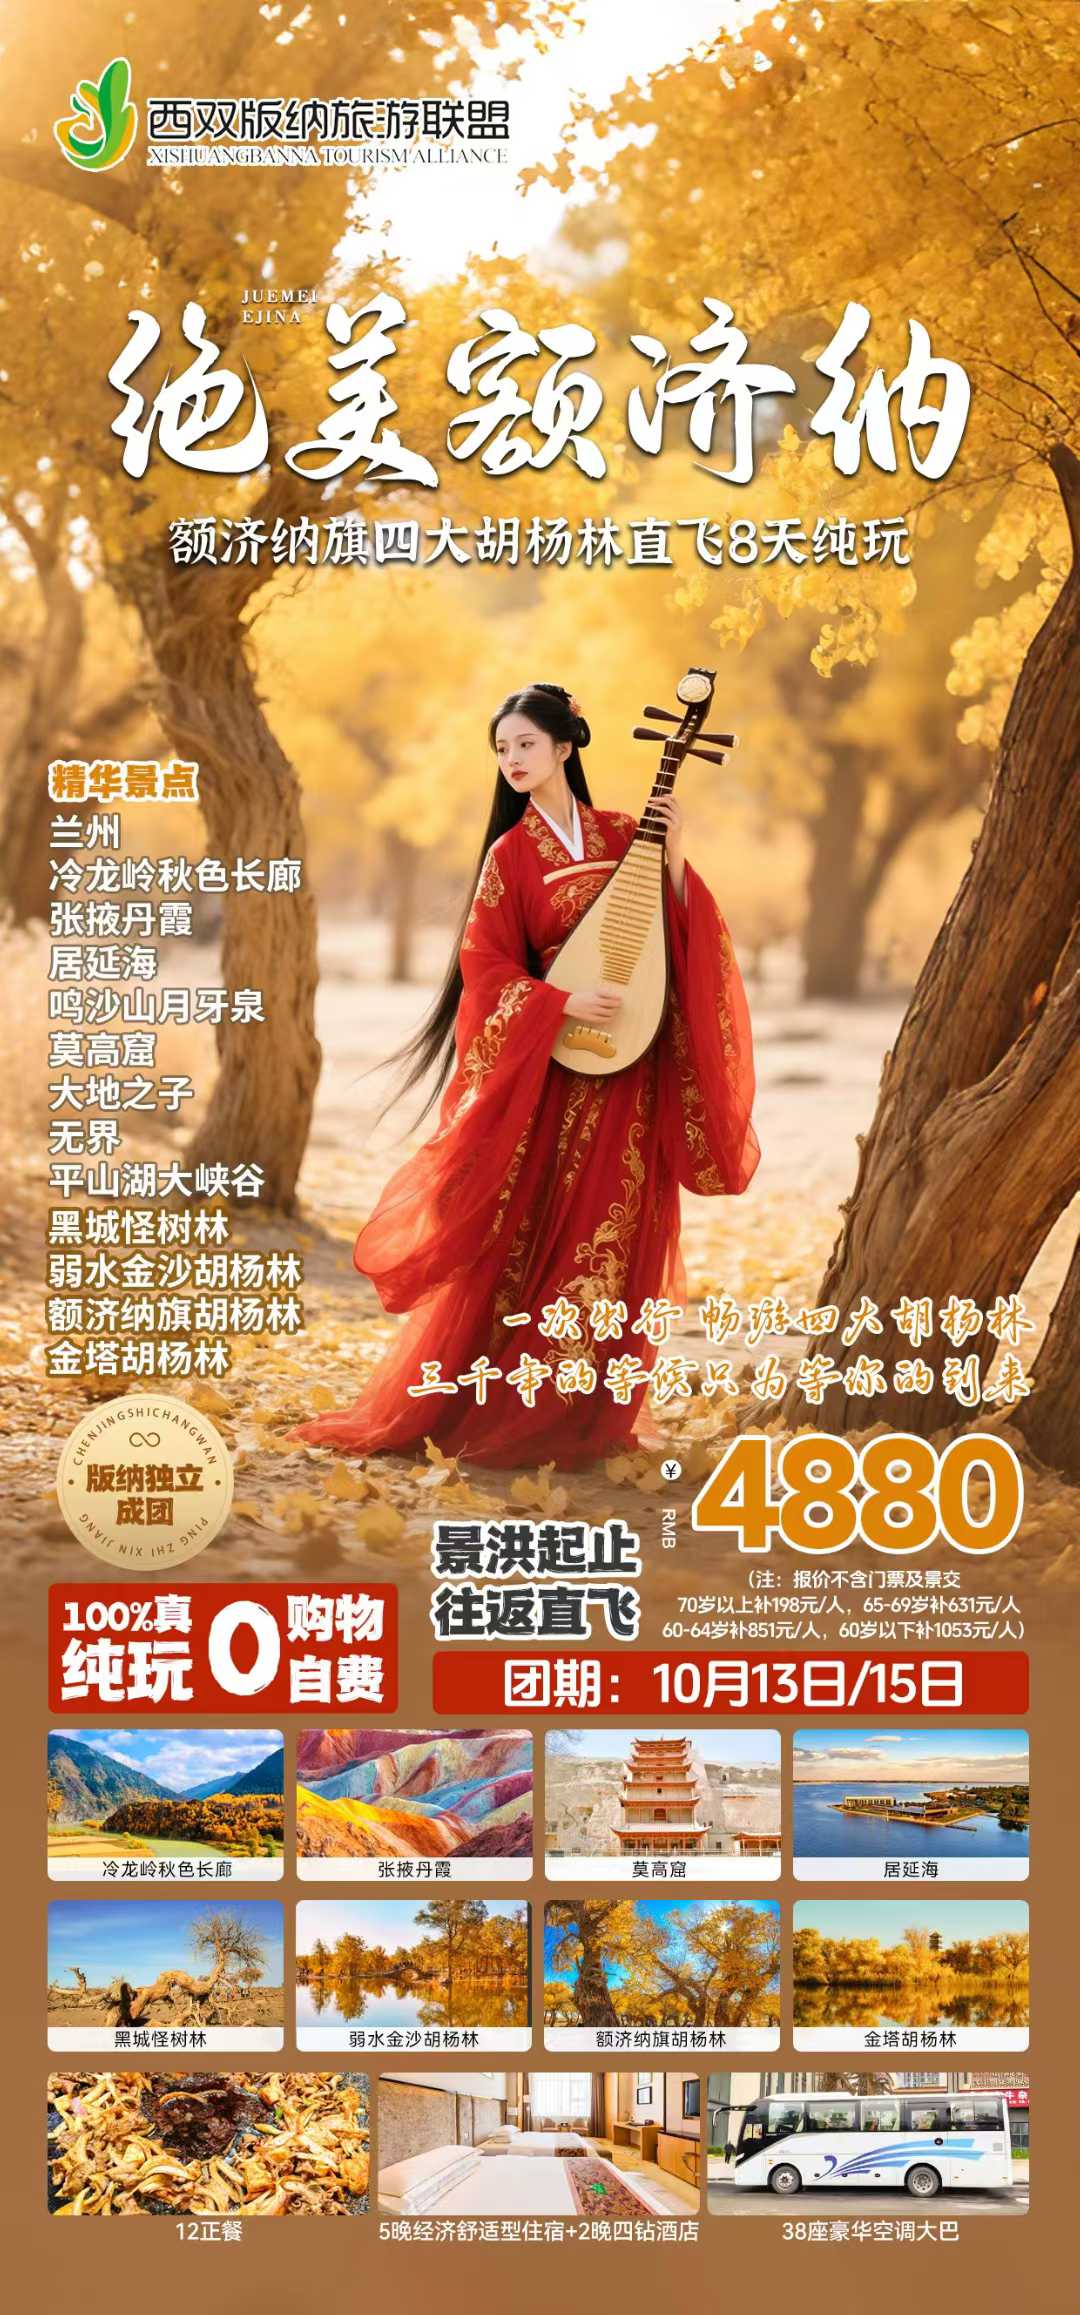 西双版纳旅游联盟
XISHUANGBANNA TOURISM ALLIANCE
JUEMEI
EJINA
绝美额济纳
额济纳旗四大胡杨林直飞8天纯玩
精华景点
兰州
冷龙岭秋色长廊
张掖丹霞
居延海
鸣沙山月牙泉
莫高窟
大地之子
无界
平山湖大峡谷
黑城怪树林
弱水金沙胡杨林
额济纳旗胡杨林
金塔胡杨林
一次出行 畅游四大胡杨林
三千年的等候只为等你的到来
CHENJINGSHICHANGWAN
版纳独立
成团
PING ZHI XIN JIANG
¥ RMB 4880
景洪起止
往返直飞
(注：报价不含门票及景交
70岁以上补198元/人，65-69岁补631元/人
60-64岁补851元/人，60岁以下补1053元/人)
100%真
纯玩
0
购物
自费
团期：10月13日/15日
冷龙岭秋色长廊
张掖丹霞
莫高窟
居延海
黑城怪树林
弱水金沙胡杨林
额济纳旗胡杨林
金塔胡杨林
12正餐
5晚经济舒适型住宿+2晚四钻酒店
38座豪华空调大巴